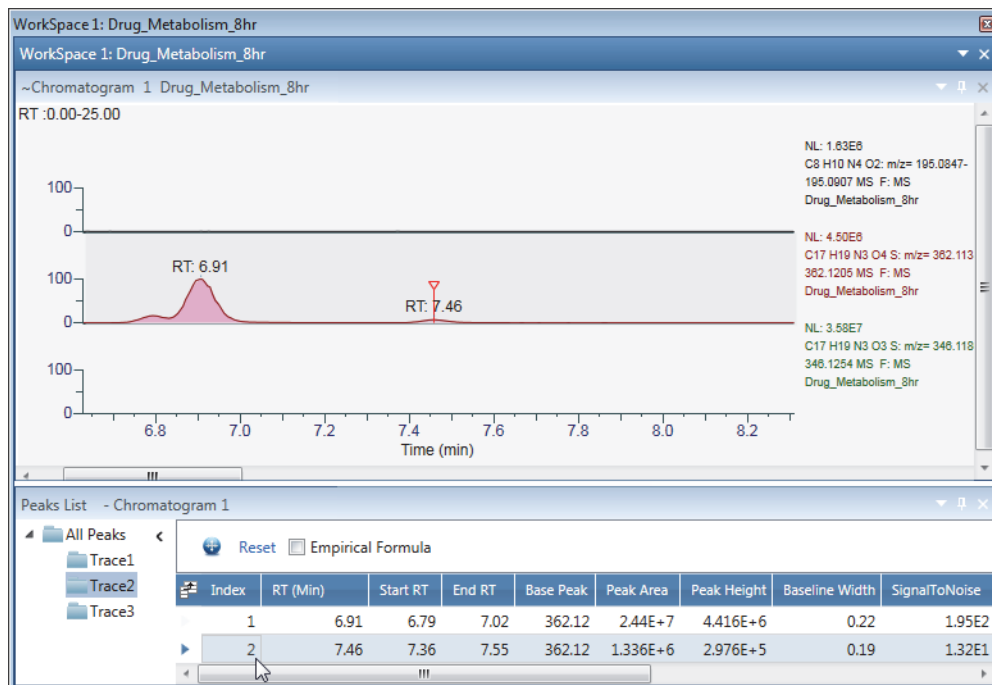 WorkSpace 1: Drug_Metabolism_8hr
WorkSpace 1: Drug_Metabolism_8hr
~Chromatogram 1 Drug_Metabolism_8hr
RT :0.00-25.00
NL: 1.63E6
C8 H10 N4 O2: m/z= 195.0847-
195.0907 MS F: MS
Drug_Metabolism_8hr
100
0
NL: 4.50E6
C17 H19 N3 O4 S: m/z= 362.113
362.1205 MS F: MS
Drug_Metabolism_8hr
RT: 6.91
100
RT: 7.46
0
NL: 3.58E7
C17 H19 N3 O3 S: m/z= 346.118
346.1254 MS F: MS
Drug_Metabolism_8hr
100
0
6.8 7.0 7.2 7.4 7.6 7.8 8.0 8.2
Time (min)
Peaks List - Chromatogram 1
All Peaks
Trace1
Trace2
Trace3
Reset Empirical Formula
Index RT (Min) Start RT End RT Base Peak Peak Area Peak Height Baseline Width SignalToNoise
1 6.91 6.79 7.02 362.12 2.44E+7 4.416E+6 0.22 1.95E2
2 7.46 7.36 7.55 362.12 1.336E+6 2.976E+5 0.19 1.32E1